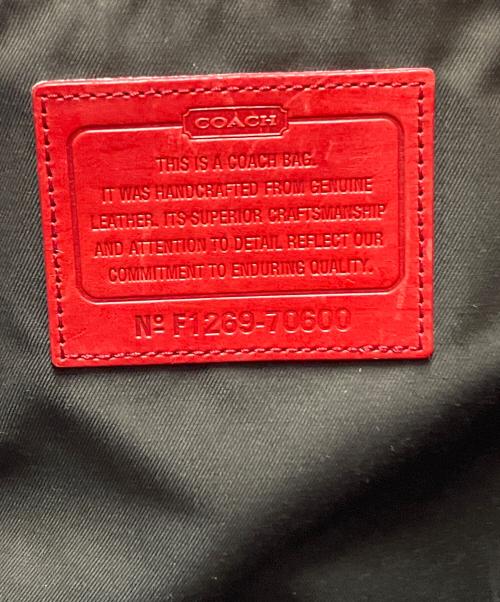 COACH
THIS IS A COACH BAG.
IT WAS HANDCRAFTED FROM GENUINE
LEATHER. ITS SUPERIOR CRAFTSMANSHIP
AND ATTENTION TO DETAIL REFLECT OUR
COMMITMENT TO ENDURING QUALITY.
Nº F1269-70600